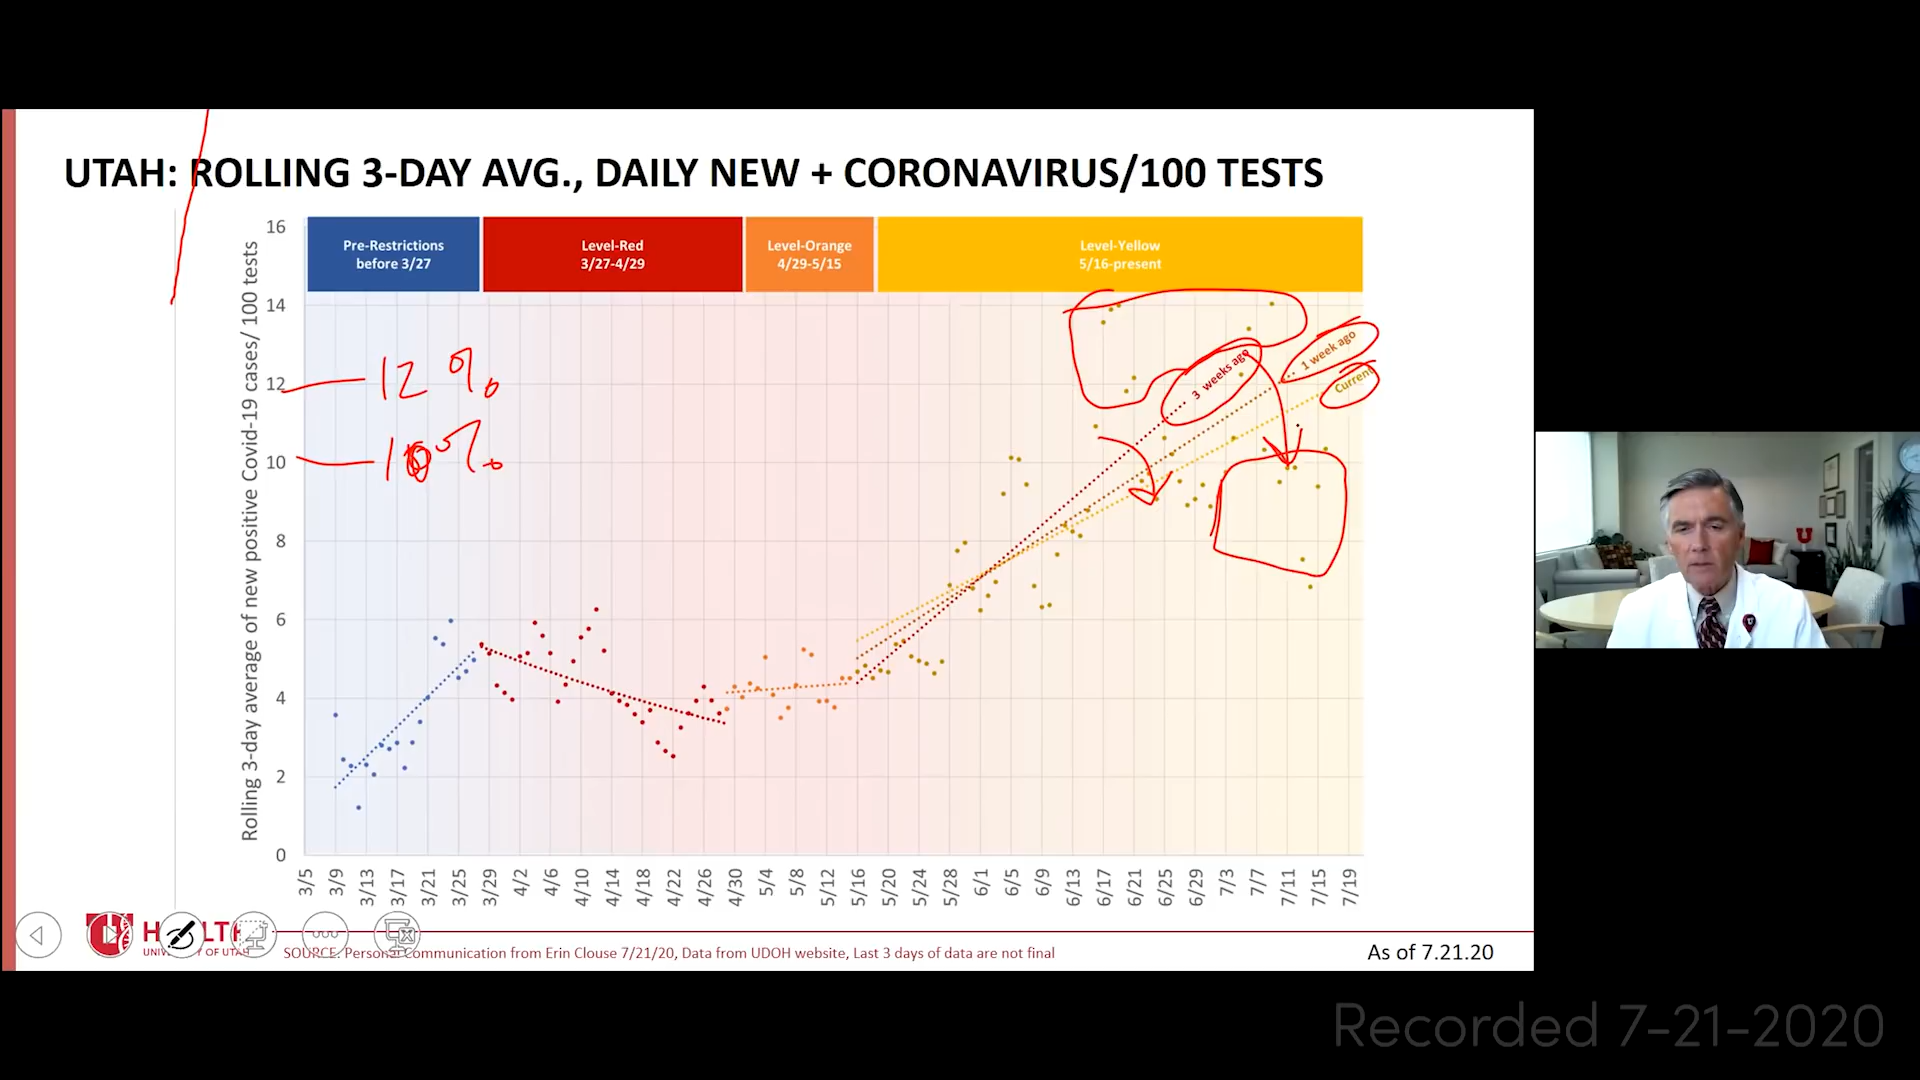 UTAH: ROLLING 3-DAY AVG., DAILY NEW + CORONAVIRUS/100 TESTS
Rolling 3-day average of new positive Covid-19 cases/ 100 tests
16
14
12
10
8
6
4
2
0
Pre-Restrictions
before 3/27
Level-Red
3/27-4/29
Level-Orange
4/29-5/15
Level-Yellow
5/16-present
12 %
10 %
3 weeks ago
1 week ago
Current
3/5 3/9 3/13 3/17 3/21 3/25 3/29 4/2 4/6 4/10 4/14 4/18 4/22 4/26 4/30 5/4 5/8 5/12 5/16 5/20 5/24 5/28 6/1 6/5 6/9 6/13 6/17 6/21 6/25 6/29 7/3 7/7 7/11 7/15 7/19
SOURCE: Personal Communication from Erin Clouse 7/21/20, Data from UDOH website, Last 3 days of data are not final
As of 7.21.20
U
Recorded 7-21-2020